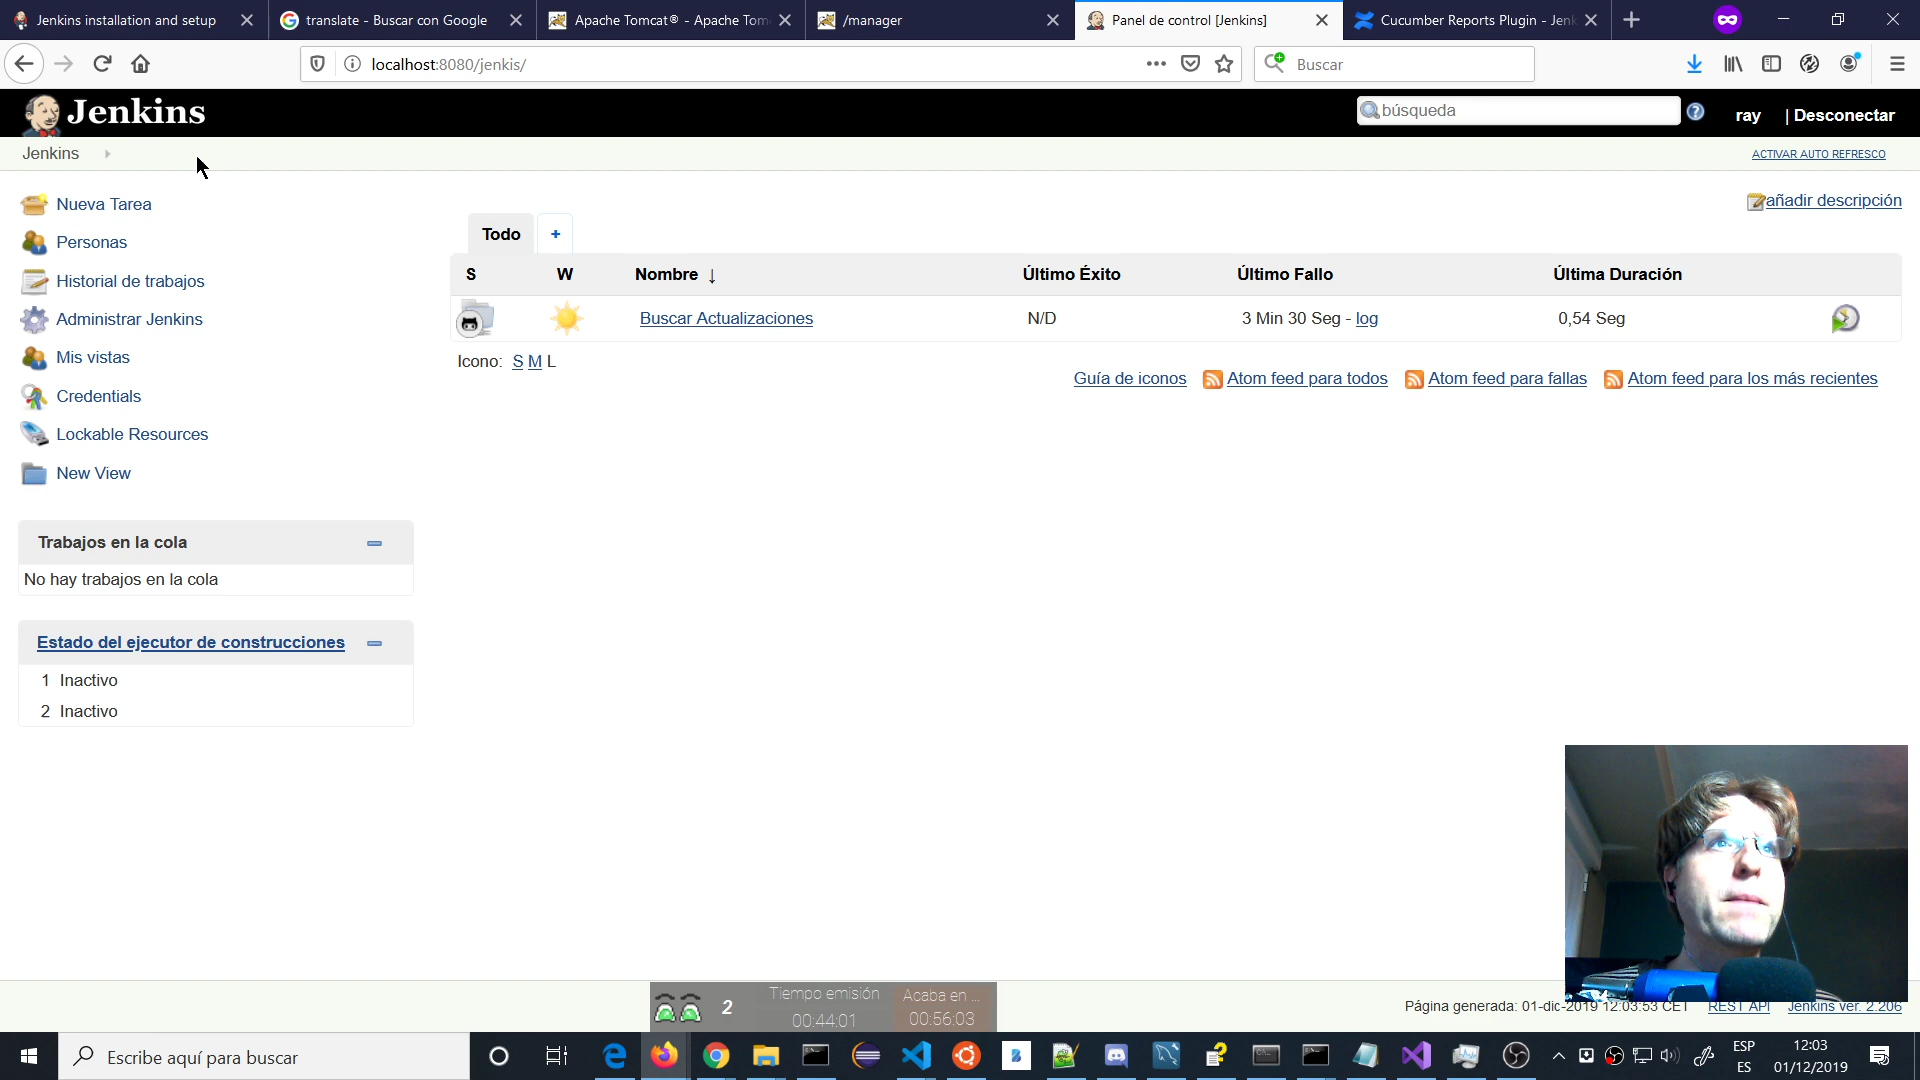 Jenkins installation and setup
translate - Buscar con Google
Apache Tomcat® - Apache Tom
/manager
Panel de control [Jenkins]
Cucumber Reports Plugin - Jenk
localhost:8080/jenkis/
Buscar
Jenkins
búsqueda
ray
| Desconectar
Jenkins
ACTIVAR AUTO REFRESCO
Nueva Tarea
Personas
Historial de trabajos
Administrar Jenkins
Mis vistas
Credentials
Lockable Resources
New View
añadir descripción
Todo +
S W Nombre ↓ Último Éxito Último Fallo Última Duración
Buscar Actualizaciones N/D 3 Min 30 Seg - log 0,54 Seg
Icono: S M L
Guía de iconos Atom feed para todos Atom feed para fallas Atom feed para los más recientes
Trabajos en la cola
No hay trabajos en la cola
Estado del ejecutor de construcciones
1 Inactivo
2 Inactivo
2
Tiempo emisión
00:44:01
Acaba en ...
00:56:03
Página generada: 01-dic-2019 12:03:53 CET REST API Jenkins ver. 2.206
Escribe aquí para buscar
ESP
ES
12:03
01/12/2019